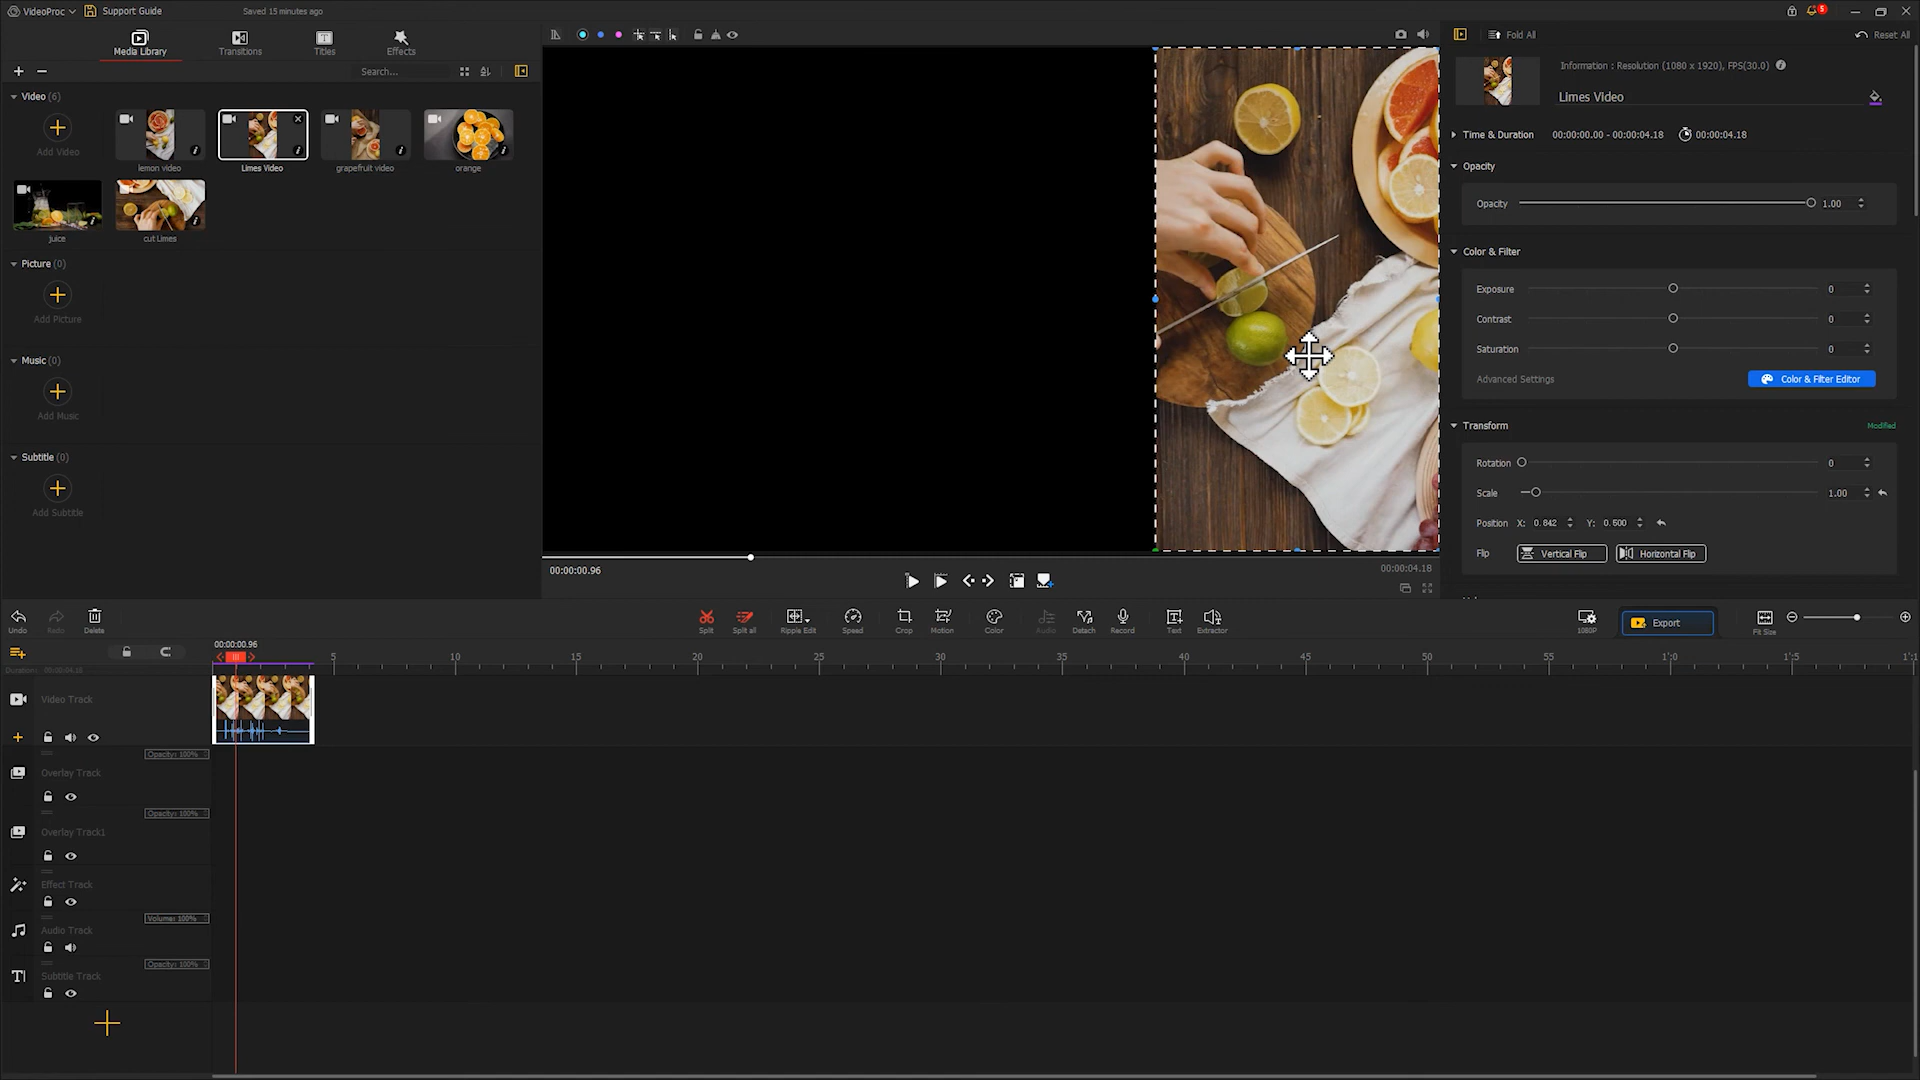 VideoProc
Support Guide
Saved 15 minutes ago
5
Media Library
Transitions
Titles
Effects
Fold All
Reset All
Search...
Information : Resolution (1080 x 1920), FPS(30.0)
Limes Video
Video (6)
Add Video
lemon video
Limes Video
grapefruit video
orange
juice
cut Limes
Picture (0)
Add Picture
Music (0)
Add Music
Subtitle (0)
Add Subtitle
Time & Duration
00:00:00.00 - 00:00:04.18
00:00:04.18
Opacity
Opacity
1.00
Color & Filter
Exposure
0
Contrast
0
Saturation
0
Advanced Settings
Color & Filter Editor
Transform
Modified
Rotation
0
Scale
1.00
Position
X: 0.842
Y: 0.500
Flip
Vertical Flip
Horizontal Flip
00:00:00.96
00:00:04.18
Undo
Redo
Delete
Split
Split all
Ripple Edit
Speed
Crop
Motion
Color
Audio
Detach
Record
Text
Extractor
1080P
Export
Fit Size
00:00:00.96
5
10
15
20
25
30
35
40
45
50
55
1':0
1':5
1':1
Duration: 00:00:04.18
Video Track
Opacity: 100%
Overlay Track
Opacity: 100%
Overlay Track1
Effect Track
Volume: 100%
Audio Track
Opacity: 100%
Subtitle Track